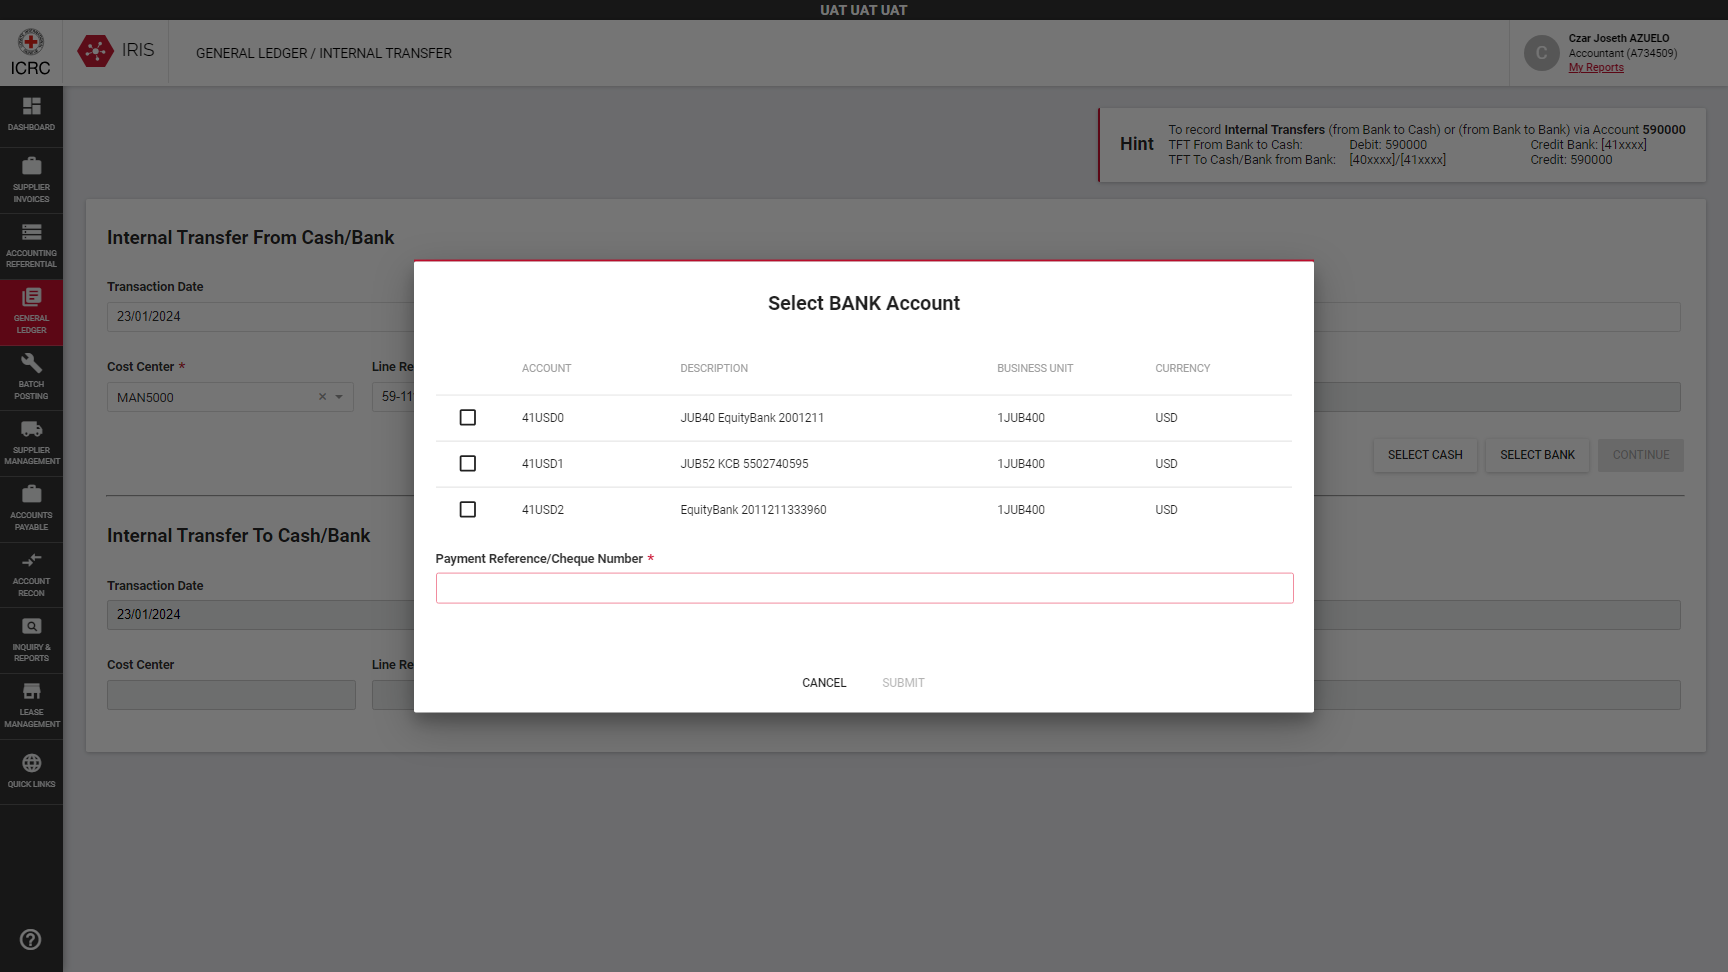 UAT UAT UAT
ICRC
IRIS
GENERAL LEDGER / INTERNAL TRANSFER
C
Czar Joseth AZUELO
Accountant (A734509)
My Reports
DASHBOARD
SUPPLIER
INVOICES
ACCOUNTING
REFERENTIAL
GENERAL
LEDGER
BATCH
POSTING
SUPPLIER
MANAGEMENT
ACCOUNTS
PAYABLE
ACCOUNT
RECON
INQUIRY &
REPORTS
LEASE
MANAGEMENT
QUICK LINKS
Hint
To record Internal Transfers (from Bank to Cash) or (from Bank to Bank) via Account 590000
TFT From Bank to Cash: Debit: 590000 Credit Bank: [41xxxx]
TFT To Cash/Bank from Bank: [40xxxx]/[41xxxx] Credit: 590000
Internal Transfer From Cash/Bank
Transaction Date
23/01/2024
Cost Center * Line Re
MAN5000 × 59-11
SELECT CASH SELECT BANK CONTINUE
Internal Transfer To Cash/Bank
Transaction Date
23/01/2024
Cost Center Line Re
Select BANK Account
ACCOUNT DESCRIPTION BUSINESS UNIT CURRENCY
41USD0 JUB40 EquityBank 2001211 1JUB400 USD
41USD1 JUB52 KCB 5502740595 1JUB400 USD
41USD2 EquityBank 2011211333960 1JUB400 USD
Payment Reference/Cheque Number *
CANCEL SUBMIT